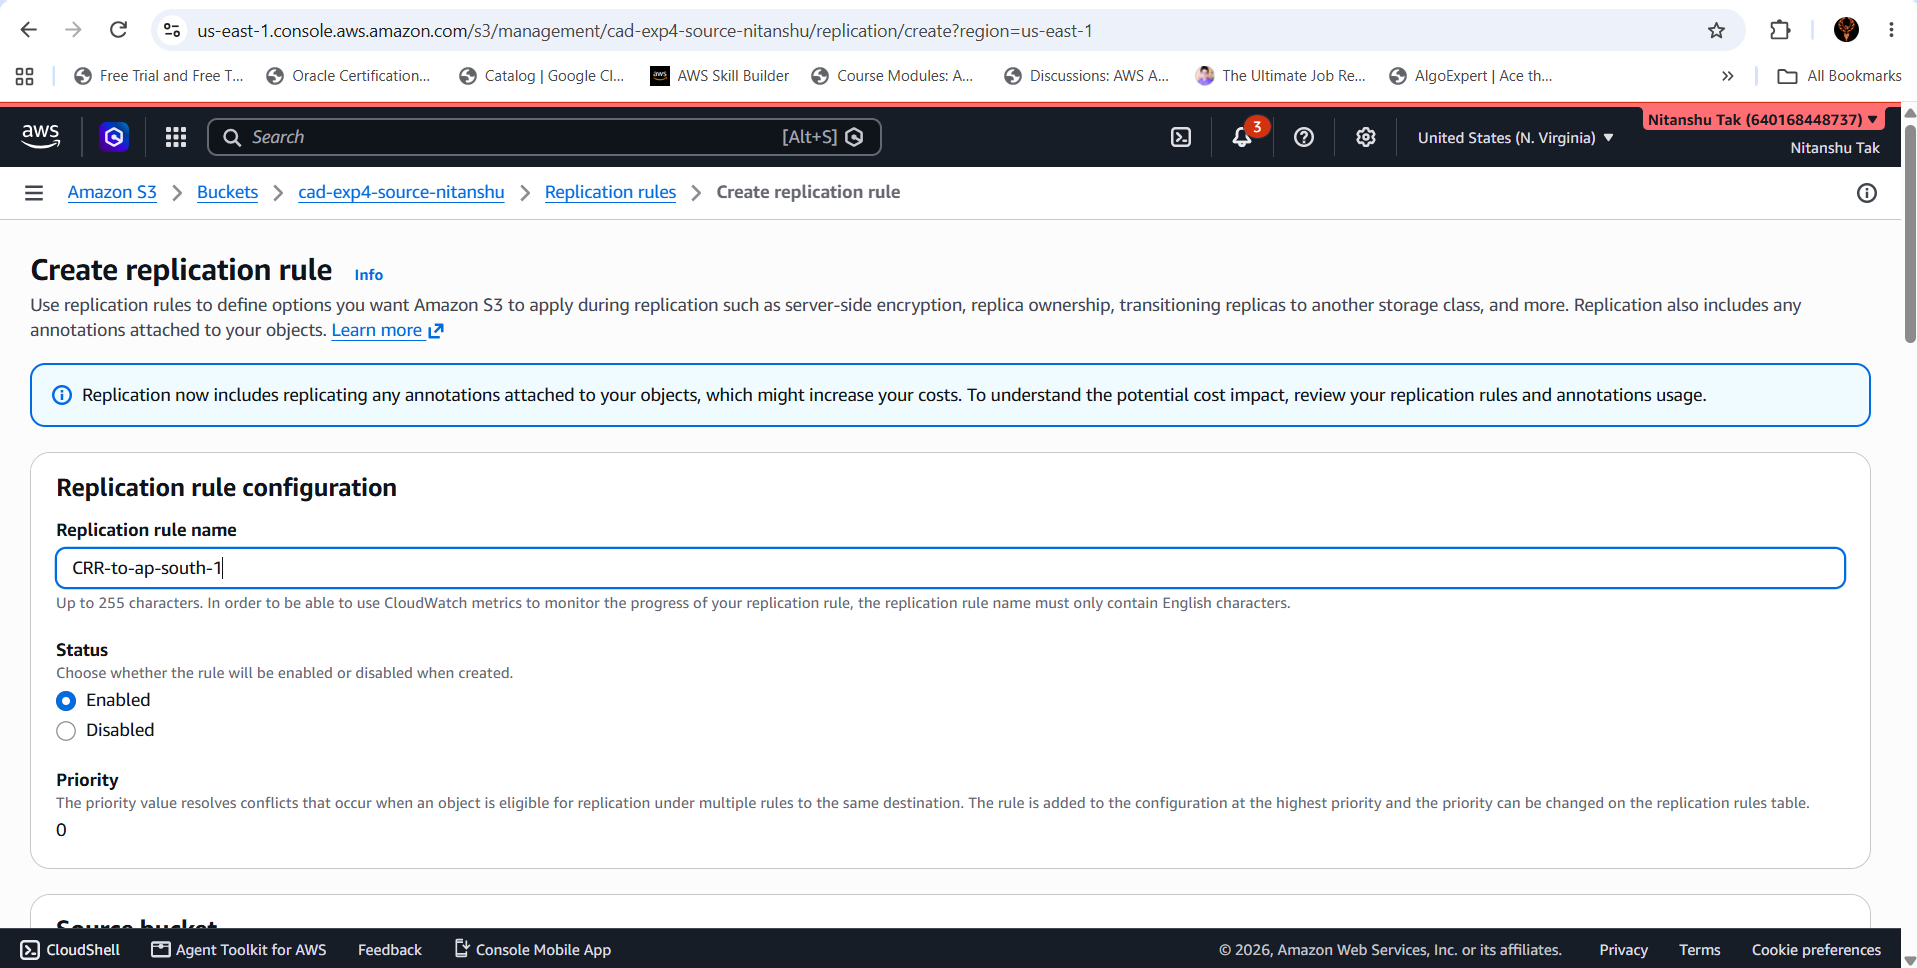 us-east-1.console.aws.amazon.com/s3/management/cad-exp4-source-nitanshu/replication/create?region=us-east-1
Free Trial and Free T... Oracle Certification... Catalog | Google Cl... aws AWS Skill Builder Course Modules: A... Discussions: AWS A... The Ultimate Job Re... AlgoExpert | Ace th... » All Bookmarks
aws Search [Alt+S] 3 United States (N. Virginia) ▼ Nitanshu Tak (640168448737) ▼
Nitanshu Tak
Amazon S3 > Buckets > cad-exp4-source-nitanshu > Replication rules > Create replication rule
Create replication rule Info
Use replication rules to define options you want Amazon S3 to apply during replication such as server-side encryption, replica ownership, transitioning replicas to another storage class, and more. Replication also includes any
annotations attached to your objects. Learn more
Replication now includes replicating any annotations attached to your objects, which might increase your costs. To understand the potential cost impact, review your replication rules and annotations usage.
Replication rule configuration
Replication rule name
CRR-to-ap-south-1
Up to 255 characters. In order to be able to use CloudWatch metrics to monitor the progress of your replication rule, the replication rule name must only contain English characters.
Status
Choose whether the rule will be enabled or disabled when created.
Enabled
Disabled
Priority
The priority value resolves conflicts that occur when an object is eligible for replication under multiple rules to the same destination. The rule is added to the configuration at the highest priority and the priority can be changed on the replication rules table.
0
Source bucket
CloudShell Agent Toolkit for AWS Feedback Console Mobile App © 2026, Amazon Web Services, Inc. or its affiliates. Privacy Terms Cookie preferences